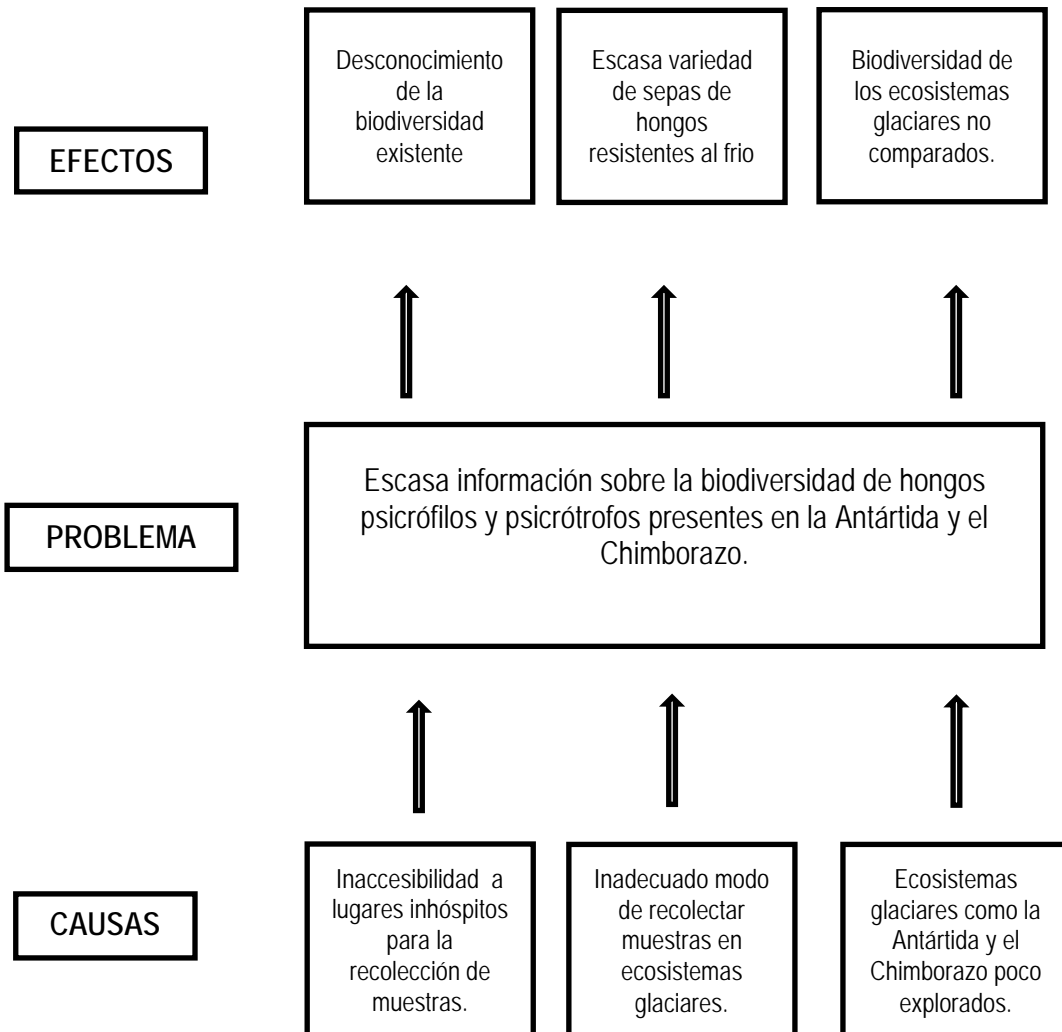 Desconocimiento
de la
biodiversidad
existente
Escasa variedad
de sepas de
hongos
resistentes al frio
Biodiversidad de
los ecosistemas
glaciares no
comparados.
EFECTOS
Escasa información sobre la biodiversidad de hongos
psicrófilos y psicrótrofos presentes en la Antártida y el
Chimborazo.
PROBLEMA
Inaccesibilidad a
lugares inhóspitos
para la
recolección de
muestras.
Inadecuado modo
de recolectar
muestras en
ecosistemas
glaciares.
Ecosistemas
glaciares como la
Antártida y el
Chimborazo poco
explorados.
CAUSAS